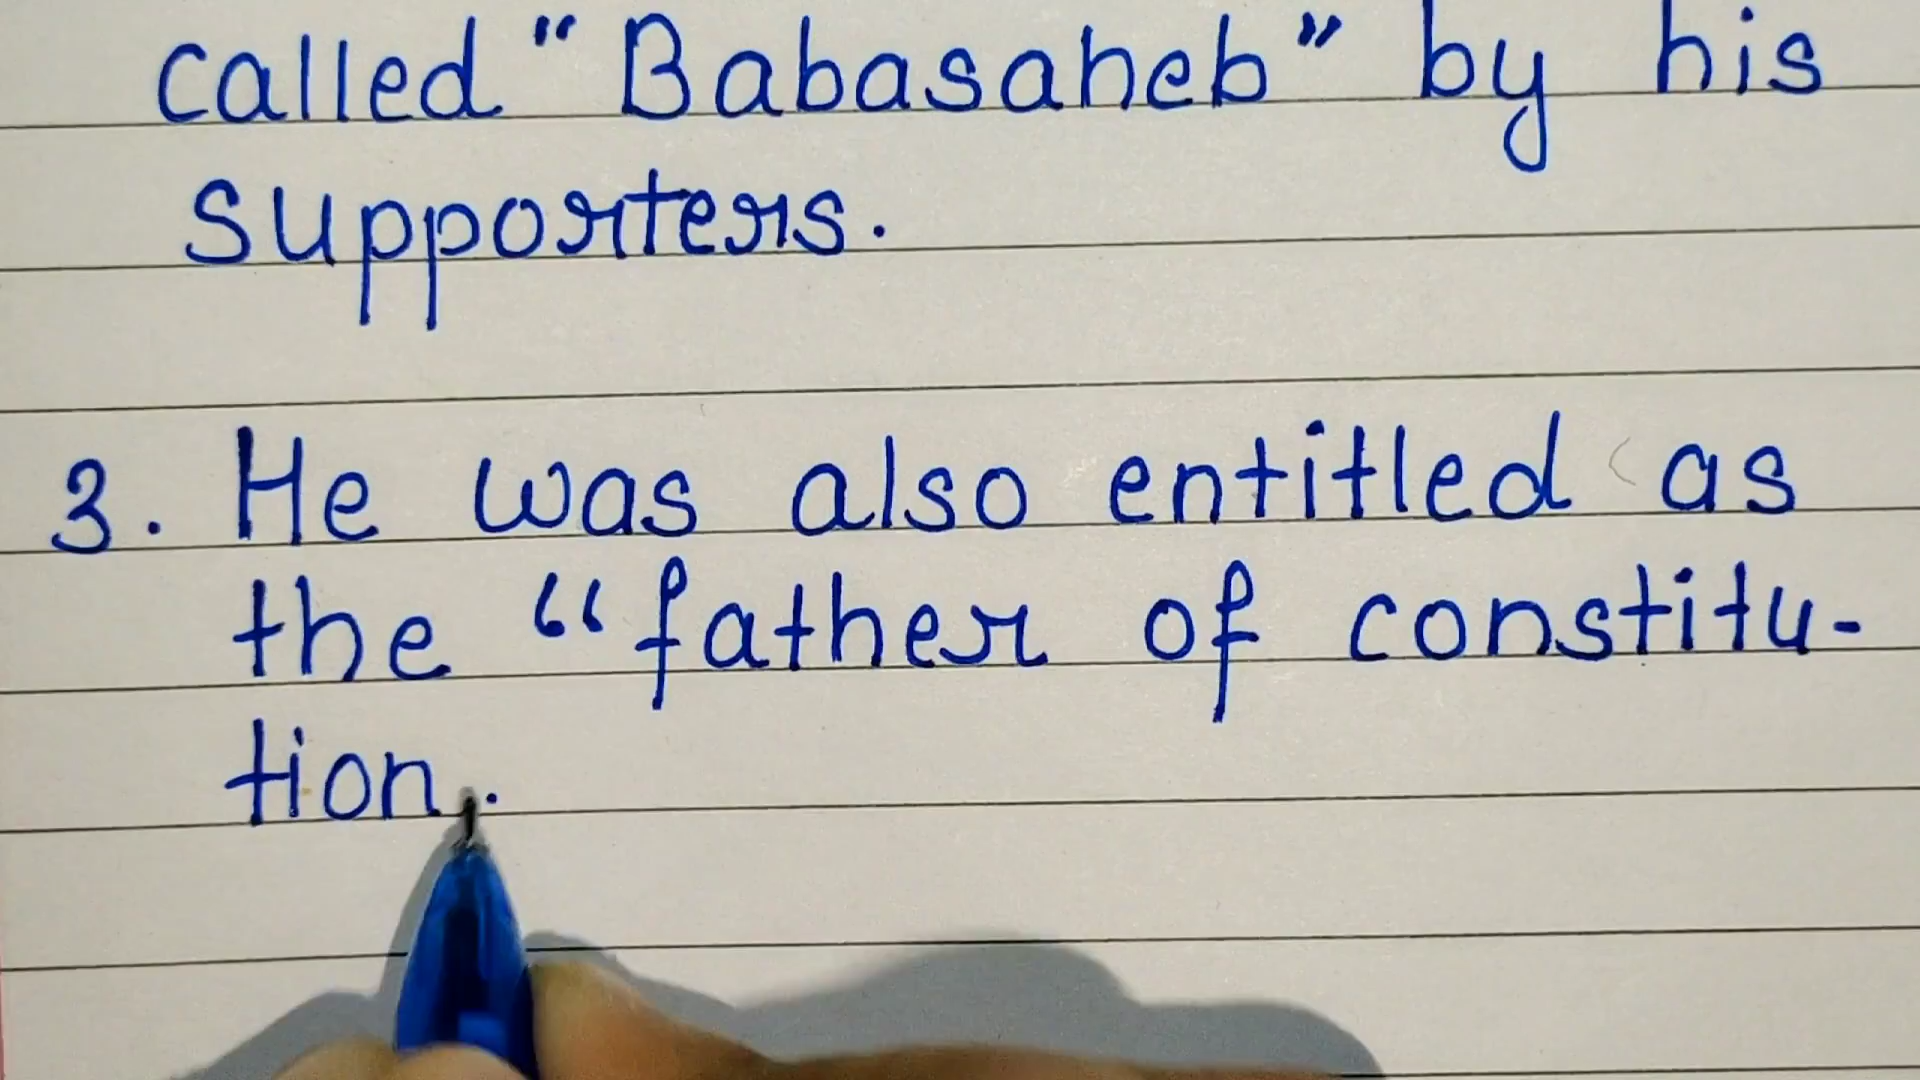 called “Babasaheb” by his
supporters.
3. He was also entitled as
the “father of constitu-
tion.